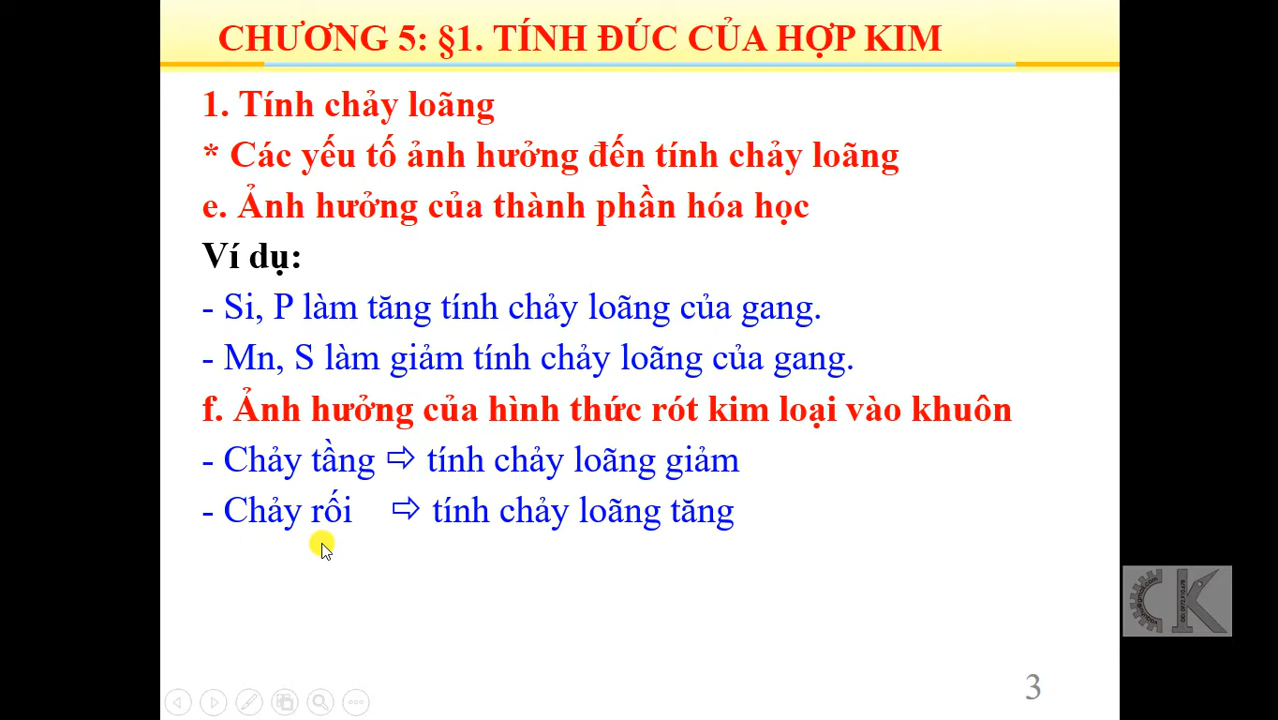 CHƯƠNG 5: §1. TÍNH ĐÚC CỦA HỢP KIM
1. Tính chảy loãng
* Các yếu tố ảnh hưởng đến tính chảy loãng
e. Ảnh hưởng của thành phần hóa học
Ví dụ:
- Si, P làm tăng tính chảy loãng của gang.
- Mn, S làm giảm tính chảy loãng của gang.
f. Ảnh hưởng của hình thức rót kim loại vào khuôn
- Chảy tầng ⇨ tính chảy loãng giảm
- Chảy rối ⇨ tính chảy loãng tăng
CK
3